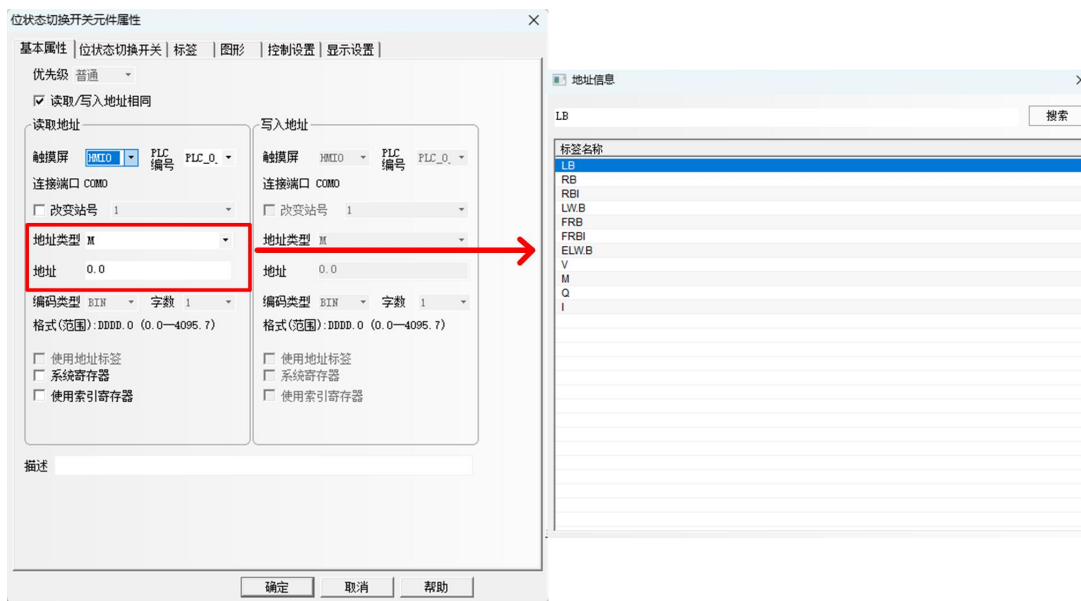 位状态切换开关元件属性
基本属性 位状态切换开关 标签 图形 控制设置 显示设置
优先级 普通
读取/写入地址相同
读取地址
触摸屏 HMI0 PLC编号 PLC_0.
连接端口 COM0
改变站号 1
地址类型 M
地址 0.0
编码类型 BIN 字数 1
格式(范围):DDDD.O (0.0—4095.7)
使用地址标签
系统寄存器
使用索引寄存器
写入地址
触摸屏 HMI0 PLC编号 PLC_0.
连接端口 COM0
改变站号 1
地址类型 M
地址 0.0
编码类型 BIN 字数 1
格式(范围):DDDD.O (0.0—4095.7)
使用地址标签
系统寄存器
使用索引寄存器
描述
确定 取消 帮助
地址信息
LB 搜索
标签名称
LB
RB
RBI
LW.B
FRB
FRBI
ELW.B
V
M
Q
I